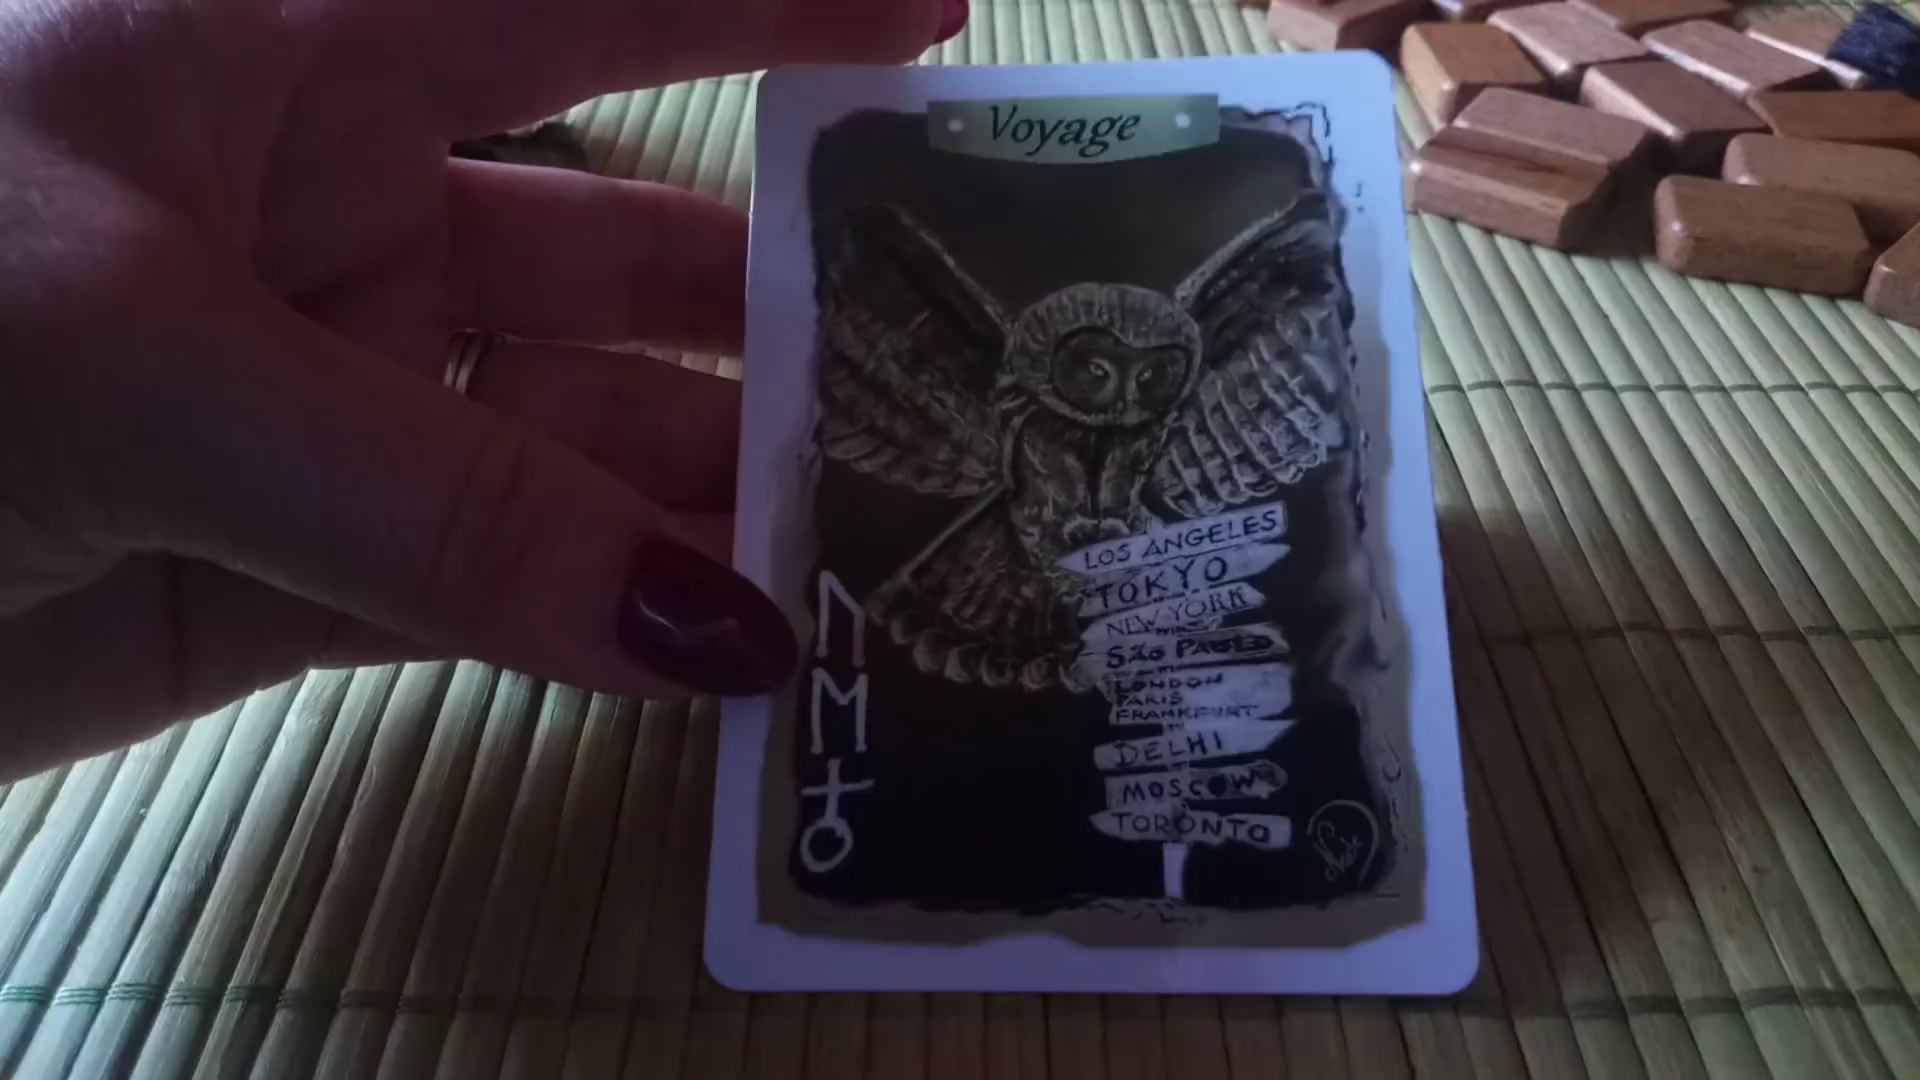 Voyage
LOS ANGELES
TOKYO
NEW YORK
São PAULO
LONDON
PARIS
FRANKFURT
DELHI
MOSCOW
TORONTO